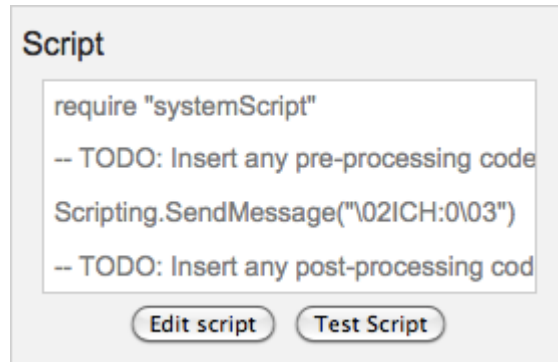 Script
require "systemScript"
-- TODO: Insert any pre-processing code
Scripting.SendMessage("\02ICH:0\03")
-- TODO: Insert any post-processing cod
Edit script Test Script